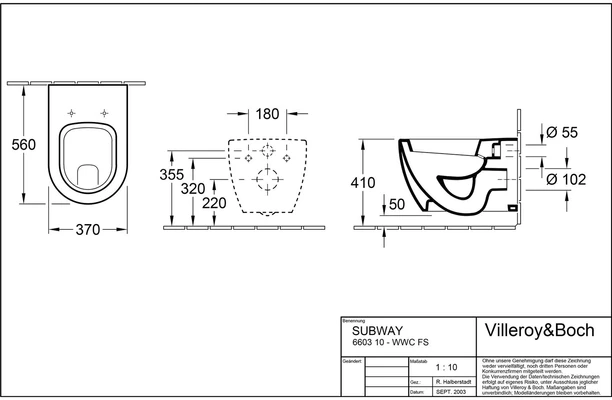 560
370
180
355
320
220
Ø 55
Ø 102
410
50
Benennung
SUBWAY
6603 10 - WWC FS
Villeroy&Boch
Geändert:
Maßstab
1 : 10
Gez.:
R. Halberstadt
Datum:
SEPT. 2003
Ohne unsere Genehmigung darf diese Zeichnung
weder vervielfältigt, noch dritten Personen oder
Konkurrenzfirmen mitgeteilt werden.
Die Verwendung der Daten/technischen Zeichnungen
erfolgt auf eigenes Risiko, unter Ausschluss jeglicher
Haftung von Villeroy & Boch. Maßangaben sind
unverbindlich; Modelländerungen bleiben vorbehalten.